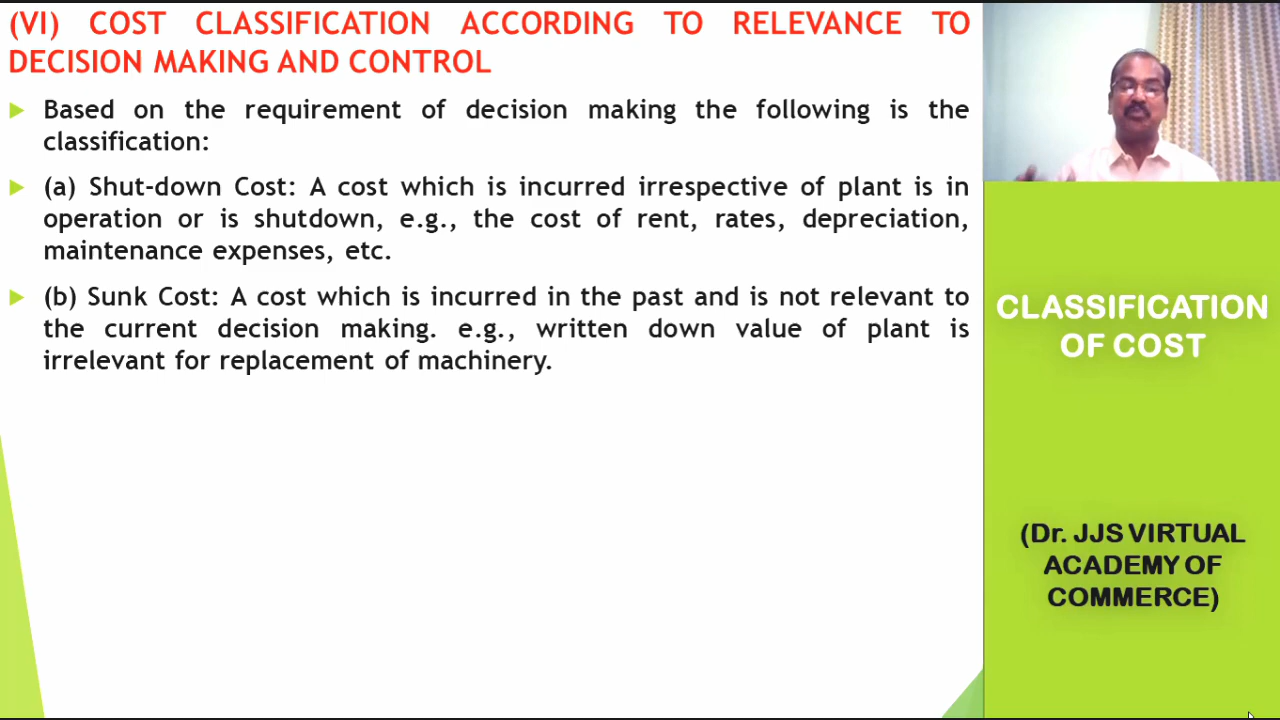 (VI) COST CLASSIFICATION ACCORDING TO RELEVANCE TO
DECISION MAKING AND CONTROL
Based on the requirement of decision making the following is the
classification:
(a) Shut-down Cost: A cost which is incurred irrespective of plant is in
operation or is shutdown, e.g., the cost of rent, rates, depreciation,
maintenance expenses, etc.
(b) Sunk Cost: A cost which is incurred in the past and is not relevant to
the current decision making. e.g., written down value of plant is
irrelevant for replacement of machinery.
CLASSIFICATION
OF COST
(Dr. JJS VIRTUAL
ACADEMY OF
COMMERCE)